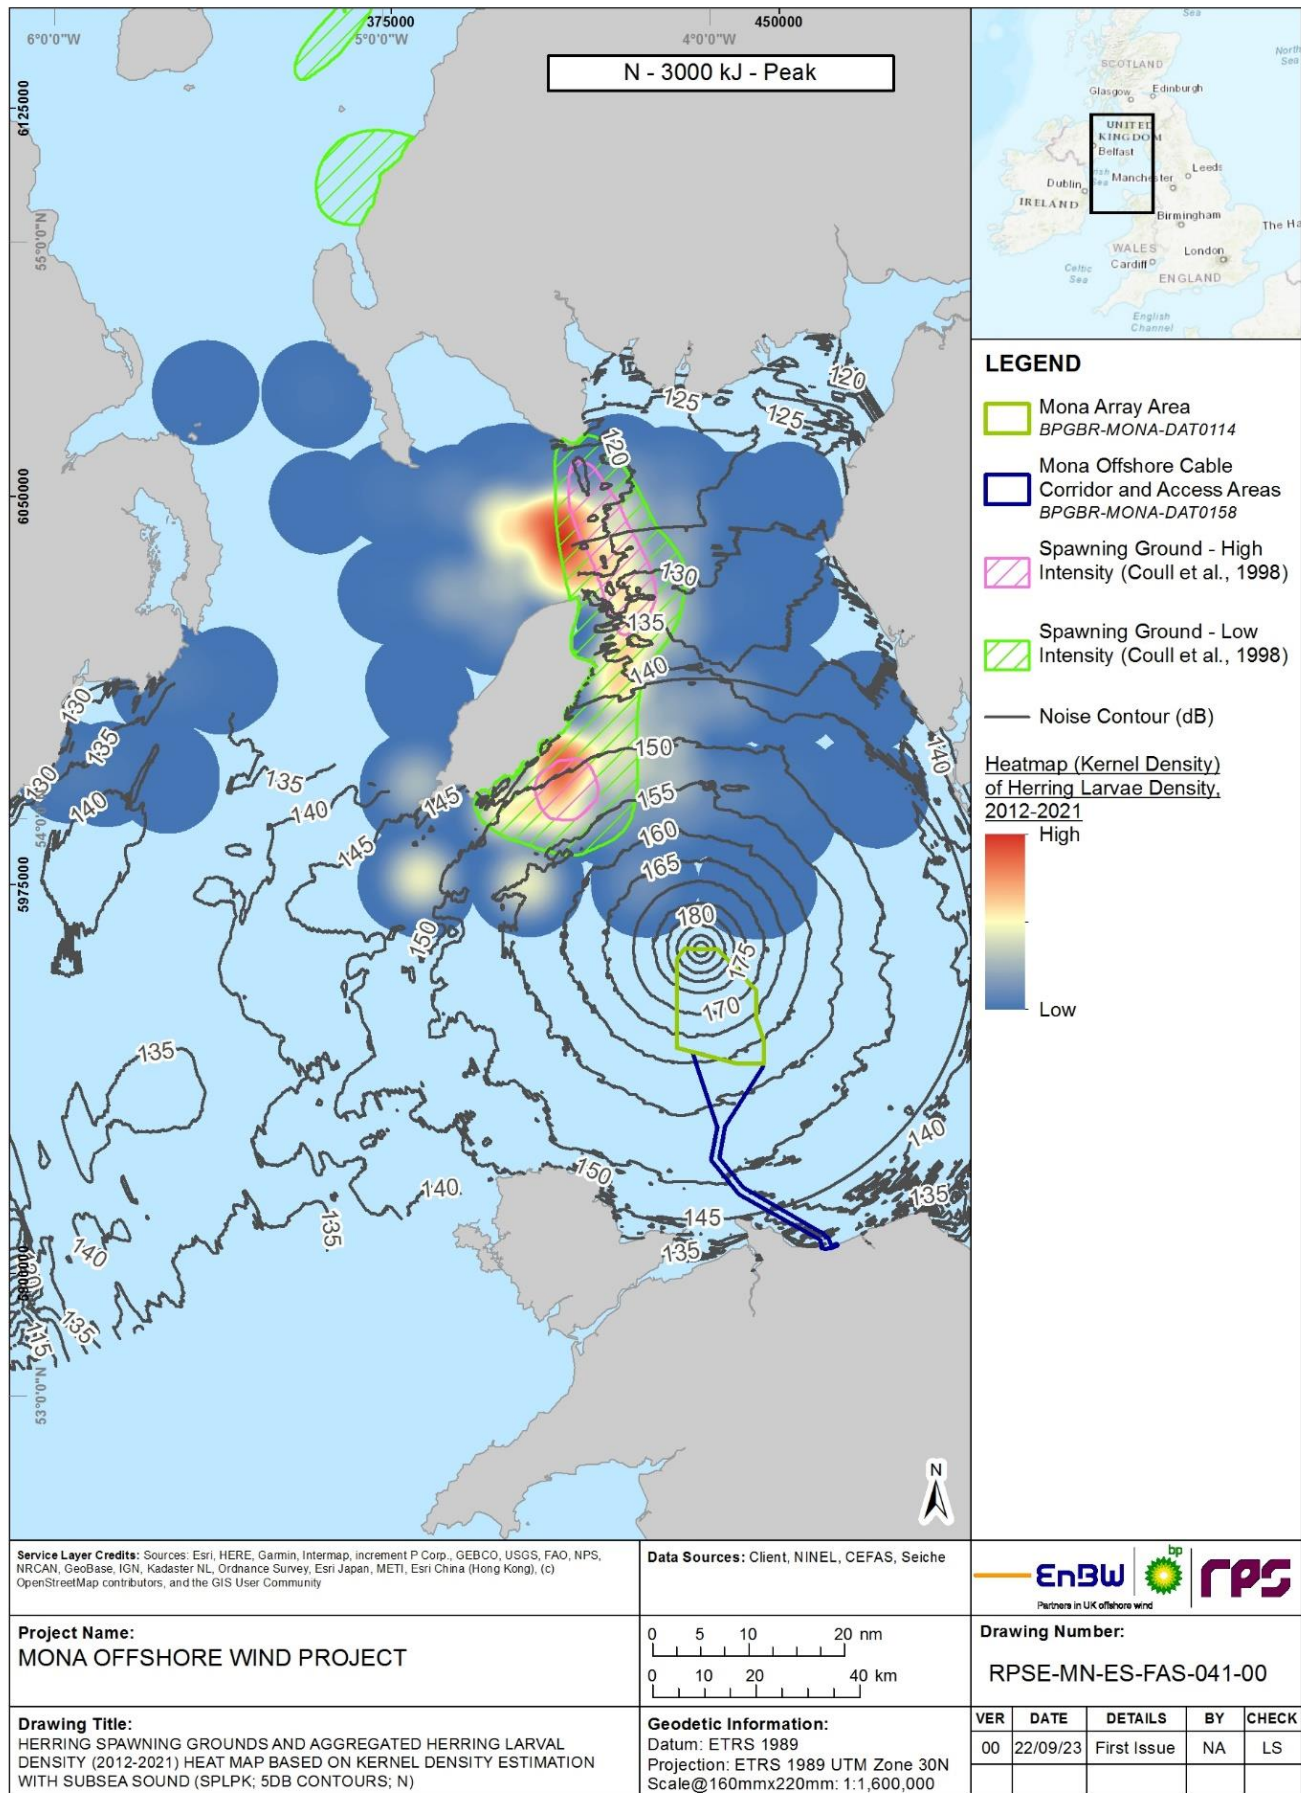 375000
450000
6°0'0"W
5°0'0"W
4°0'0"W
N - 3000 kJ - Peak
6125000
55°0'0"N
6050000
54°0'0"N
5975000
53°0'0"N
120
125
125
120
130
135
140
150
155
160
165
180
175
170
140
130
135
130
140
135
140
145
145
150
135
140
135
140
135
115
150
145
135
140
135
N
Sea
North
Sea
SCOTLAND
Glasgow
Edinburgh
UNITED
KINGDOM
Belfast
Leeds
Dublin
Manchester
IRELAND
Birmingham
The Ha
WALES
London
Cardiff
Celtic
Sea
ENGLAND
English
Channel
LEGEND
Mona Array Area
BPGBR-MONA-DAT0114
Mona Offshore Cable
Corridor and Access Areas
BPGBR-MONA-DAT0158
Spawning Ground - High
Intensity (Coull et al., 1998)
Spawning Ground - Low
Intensity (Coull et al., 1998)
Noise Contour (dB)
Heatmap (Kernel Density)
of Herring Larvae Density,
2012-2021
High
Low
Service Layer Credits: Sources: Esri, HERE, Garmin, Intermap, increment P Corp., GEBCO, USGS, FAO, NPS,
NRCAN, GeoBase, IGN, Kadaster NL, Ordnance Survey, Esri Japan, METI, Esri China (Hong Kong), (c)
OpenStreetMap contributors, and the GIS User Community
Data Sources: Client, NINEL, CEFAS, Seiche
EnBW
bp
rps
Partners in UK offshore wind
Project Name:
MONA OFFSHORE WIND PROJECT
0 5 10 20 nm
0 10 20 40 km
Drawing Number:
RPSE-MN-ES-FAS-041-00
Drawing Title:
HERRING SPAWNING GROUNDS AND AGGREGATED HERRING LARVAL
DENSITY (2012-2021) HEAT MAP BASED ON KERNEL DENSITY ESTIMATION
WITH SUBSEA SOUND (SPLPK; 5DB CONTOURS; N)
Geodetic Information:
Datum: ETRS 1989
Projection: ETRS 1989 UTM Zone 30N
Scale@160mmx220mm: 1:1,600,000
VER DATE DETAILS BY CHECK
00 22/09/23 First Issue NA LS